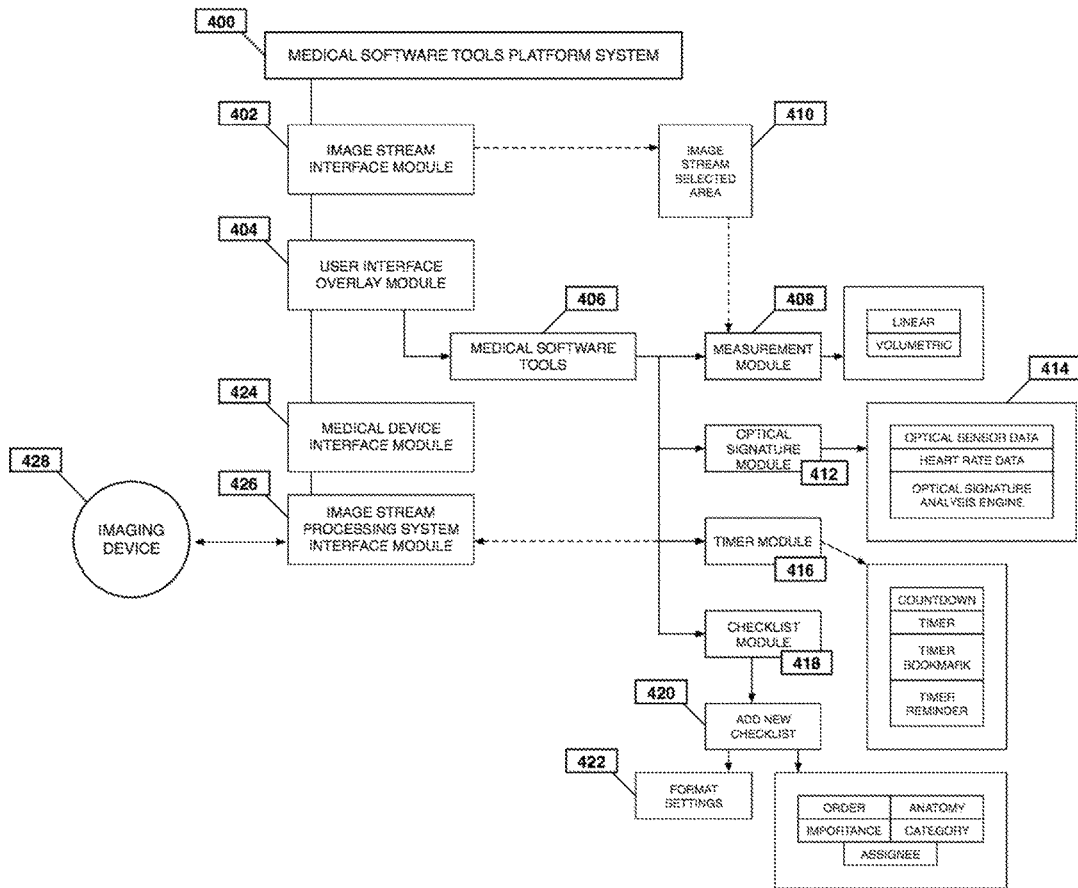 400
MEDICAL SOFTWARE TOOLS PLATFORM SYSTEM
402
IMAGE STREAM
INTERFACE MODULE
410
IMAGE
STREAM
SELECTED
AREA
404
USER INTERFACE
OVERLAY MODULE
406
MEDICAL SOFTWARE
TOOLS
408
MEASUREMENT
MODULE
LINEAR
VOLUMETRIC
414
424
MEDICAL DEVICE
INTERFACE MODULE
OPTICAL
SIGNATURE
MODULE
412
OPTICAL SENSOR DATA
HEART RATE DATA
OPTICAL SIGNATURE
ANALYSIS ENGINE
428
IMAGING
DEVICE
426
IMAGE STREAM
PROCESSING SYSTEM
INTERFACE MODULE
TIMER MODULE
416
COUNTDOWN
TIMER
TIMER
BOOKMARK
TIMER
REMINDER
CHECKLIST
MODULE
418
420
ADD NEW
CHECKLIST
422
FORMAT
SETTINGS
ORDER
ANATOMY
IMPORTANCE
CATEGORY
ASSIGNEE